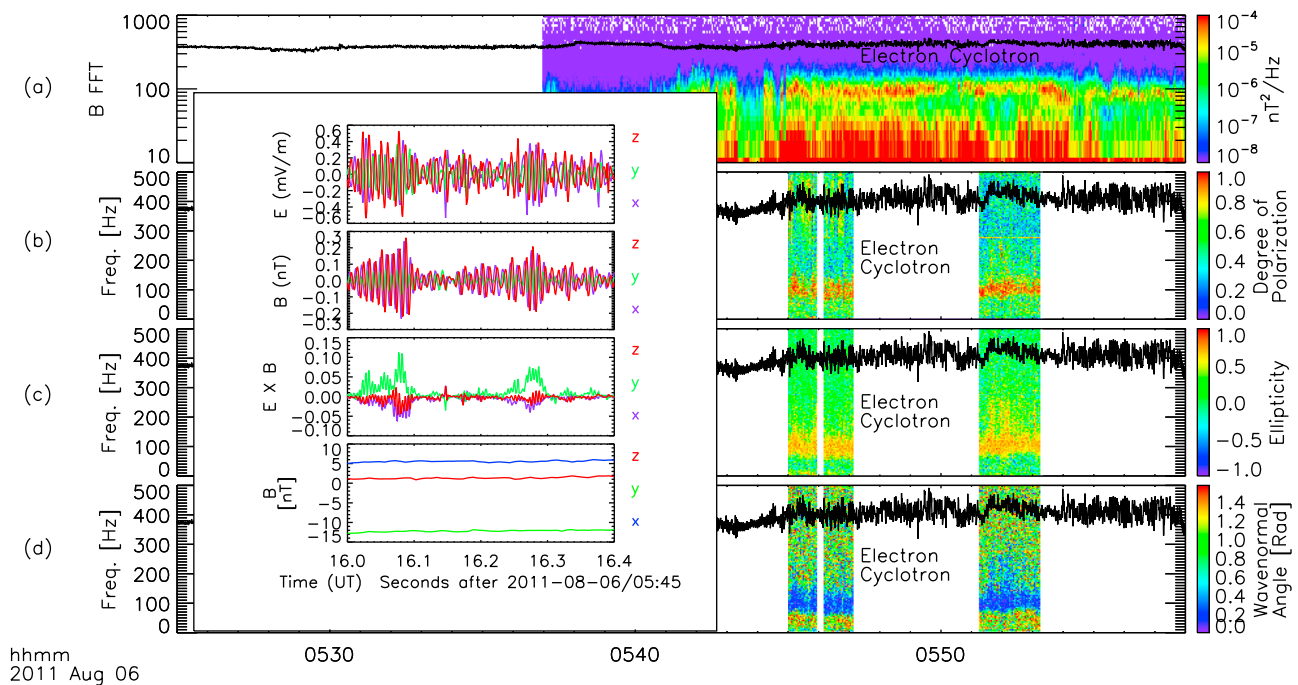 (a)
B FFT
1000
100
10
Electron Cyclotron
10⁻⁴
10⁻⁵
10⁻⁶
10⁻⁷
10⁻⁸
nT²/Hz
E (mV/m)
0.6
0.4
0.2
0.0
−0.2
−0.4
−0.6
z
y
x
(b)
Freq. [Hz]
500
400
300
200
100
0
Electron
Cyclotron
1.0
0.8
0.6
0.4
0.2
0.0
Degree of
Polarization
B (nT)
0.3
0.2
0.1
0.0
−0.1
−0.2
−0.3
z
y
x
(c)
Freq. [Hz]
500
400
300
200
100
0
Electron
Cyclotron
1.0
0.5
0.0
−0.5
−1.0
Ellipticity
E X B
0.15
0.10
0.05
0.00
−0.05
−0.10
z
y
x
(d)
Freq. [Hz]
500
400
300
200
100
0
Electron
Cyclotron
1.4
1.2
1.0
0.8
0.6
0.4
0.2
0.0
Wavenormal
Angle [Rad]
B
[nT]
10
5
0
−10
−15
z
y
x
16.0
16.1
16.2
16.3
16.4
Time (UT) Seconds after 2011−08−06/05:45
0530
0540
0550
hhmm
2011 Aug 06